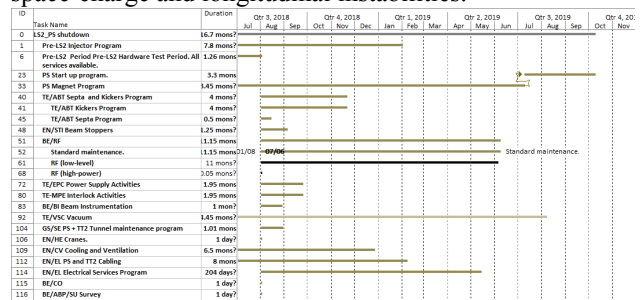 space charge and longitudinal instabilities.
ID Task Name Duration Qtr 3, 2018 Qtr 4, 2018 Qtr 1, 2019 Qtr 2, 2019 Qtr 3, 2019 Qtr 4, 201
Jul Aug Sep Oct Nov Dec Jan Feb Mar Apr May Jun Jul Aug Sep Oct Nov
0 LS2_PS shutdown 16.7 mons?
1 Pre-LS2 Injector Program 7.8 mons?
6 Pre-LS2 Period Pre-LS2 Hardware Test Period. All services available. 1.26 mons
23 PS Start up program. 3.3 mons
33 PS Magnet Program 3.45 mons?
40 TE/ABT Septa and Kickers Program 4 mons?
41 TE/ABT Kickers Program 4 mons?
45 TE/ABT Septa Program 0.5 mons?
48 EN/STI Beam Stoppers 1.25 mons?
51 BE/RF 11.15 mons
52 Standard maintenance. 11.15 mons 01/08 07/06 Standard maintenance.
61 RF (low-level) 11 mons?
68 RF (high-power) 0.05 mons?
72 TE/EPC Power Supply Activities 1.95 mons
80 TE-MPE Interlock Activities 1.95 mons
83 BE/BI Beam Instrumentation 1 mon?
92 TE/VSC Vacuum 4.45 mons?
104 GS/SE PS + TT2 Tunnel maintenance program 1.01 mons
106 EN/HE Cranes. 1 day?
109 EN/CV Cooling and Ventilation 6.5 mons?
112 EN/EL PS and TT2 Cabling 8 mons
114 EN/EL Electrical Services Program 204 days?
115 BE/CO 1 day?
116 BE/ABP/SU Survey 1 day?